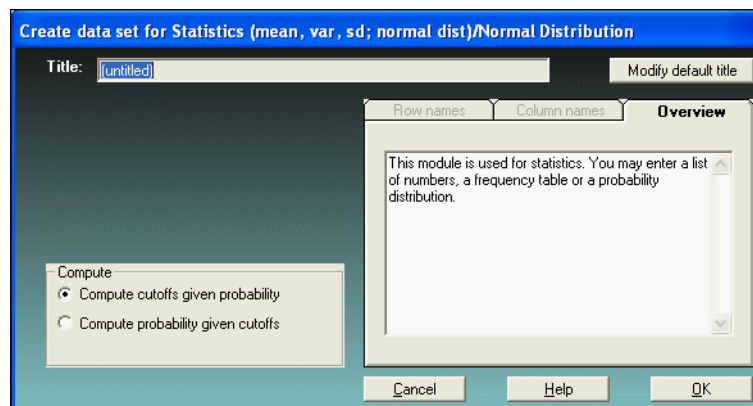 Create data set for Statistics (mean, var, sd; normal dist)/Normal Distribution
Title: (untitled) Modify default title
Row names Column names Overview
This module is used for statistics. You may enter a list
of numbers, a frequency table or a probability
distribution.
Compute
Compute cutoffs given probability
Compute probability given cutoffs
Cancel Help OK